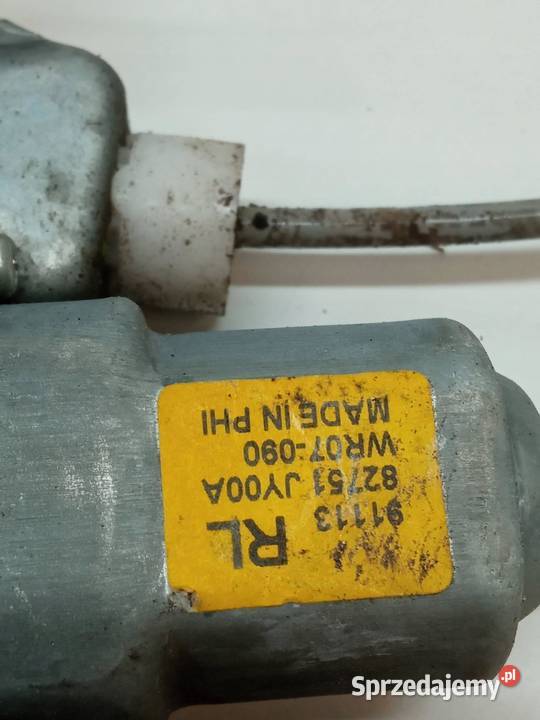 RL
91113
82751 JY00A
WR07-090
MADE IN PHI
Sprzedajemy.pl